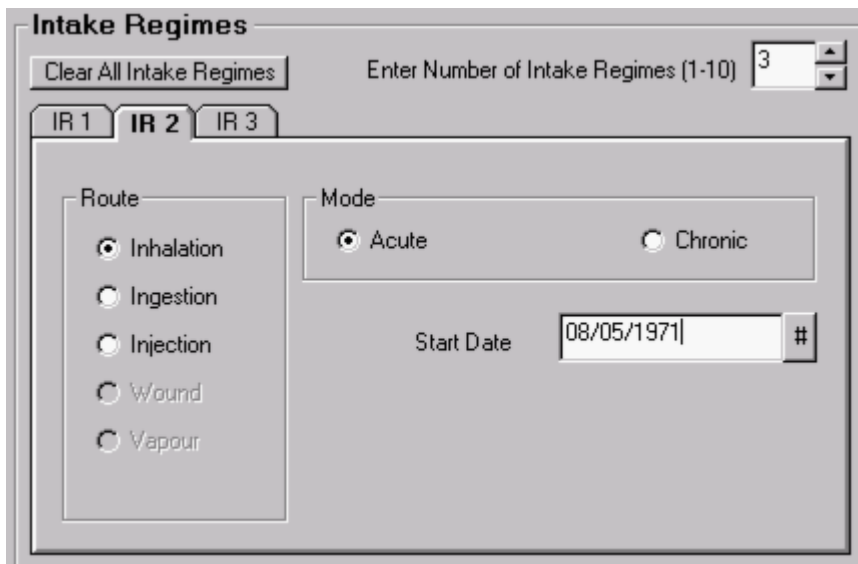 Intake Regimes
Clear All Intake Regimes Enter Number of Intake Regimes (1-10) 3
IR 1 IR 2 IR 3
Route Mode
Inhalation Acute Chronic
Ingestion
Injection Start Date 08/05/1971 #
Wound
Vapour